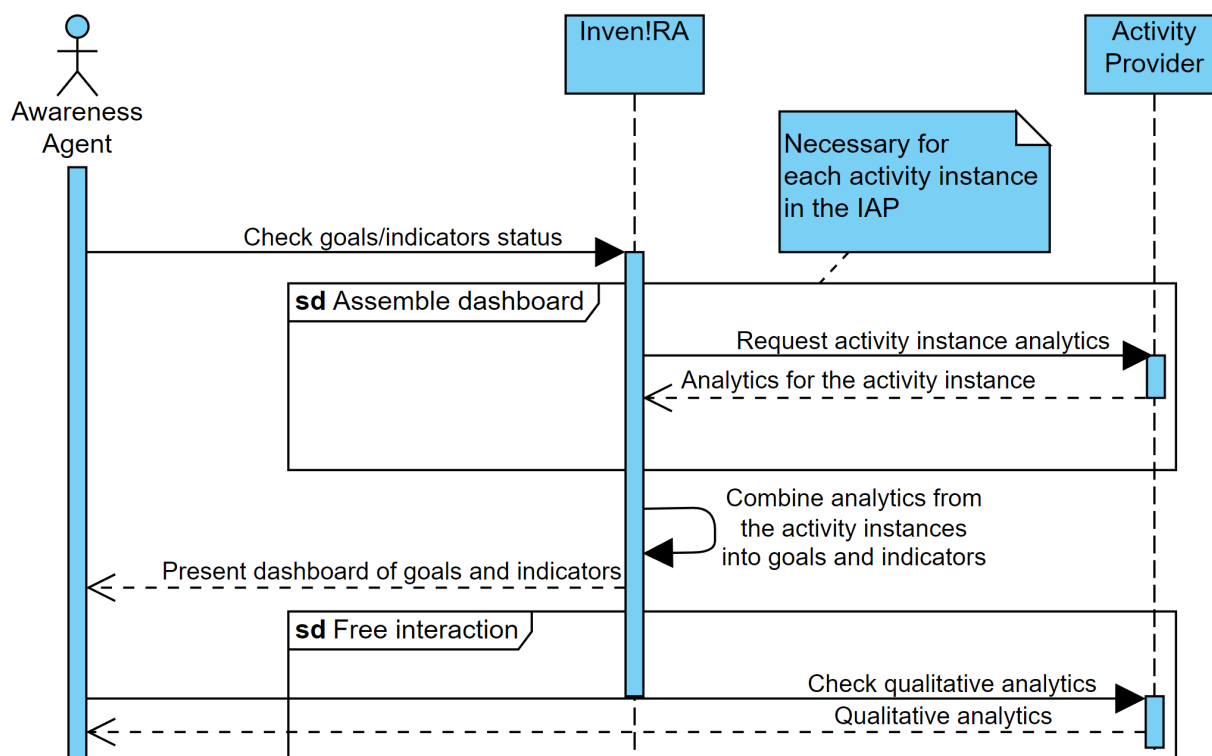 Inven!RA
Activity
Provider
Awareness
Agent
Necessary for
each activity instance
in the IAP
Check goals/indicators status
sd Assemble dashboard
Request activity instance analytics
Analytics for the activity instance
Combine analytics from
the activity instances
into goals and indicators
Present dashboard of goals and indicators
sd Free interaction
Check qualitative analytics
Qualitative analytics